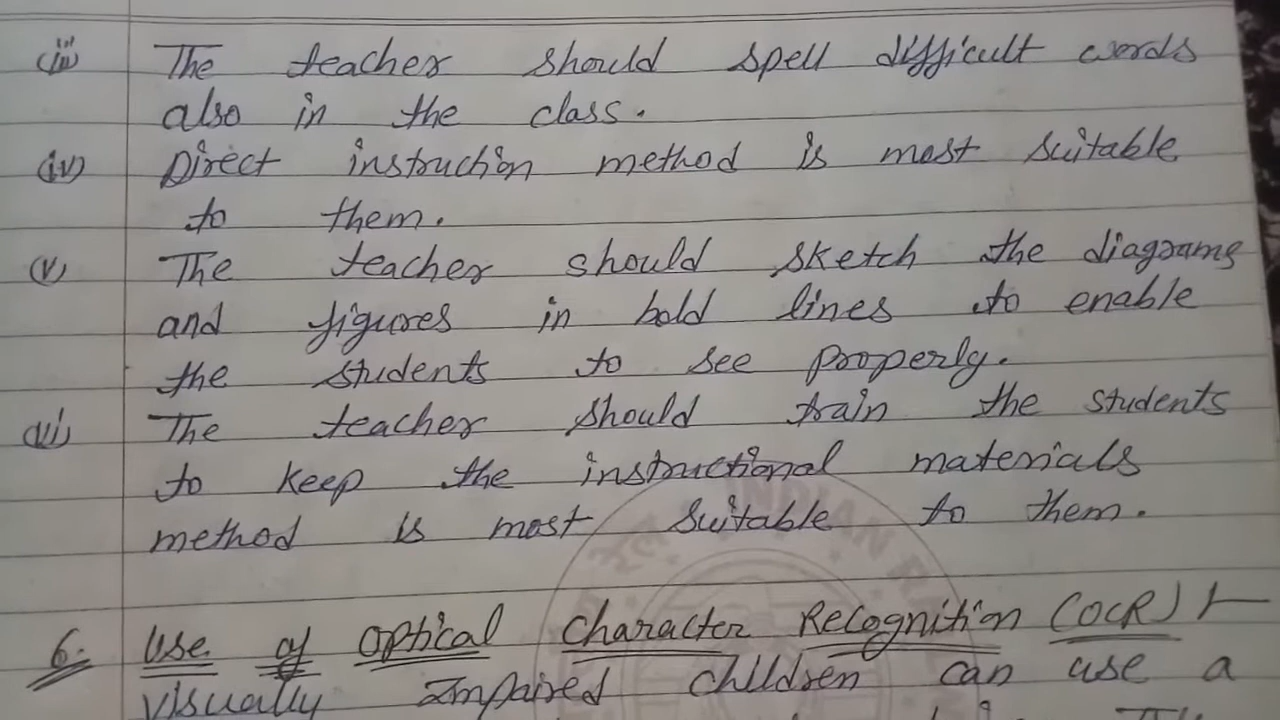 (iii) The teacher should spell difficult words
also in the class.
(iv) Direct instruction method is most suitable
to them.
(v) The teacher should sketch the diagrams
and figures in bold lines to enable
the students to see properly.
(vi) The teacher should train the students
to keep the instructional materials
method is most suitable to them.
INDIAN RA
6. Use of Optical Character Recognition (OCR) :-
Visually Impaired children can use a